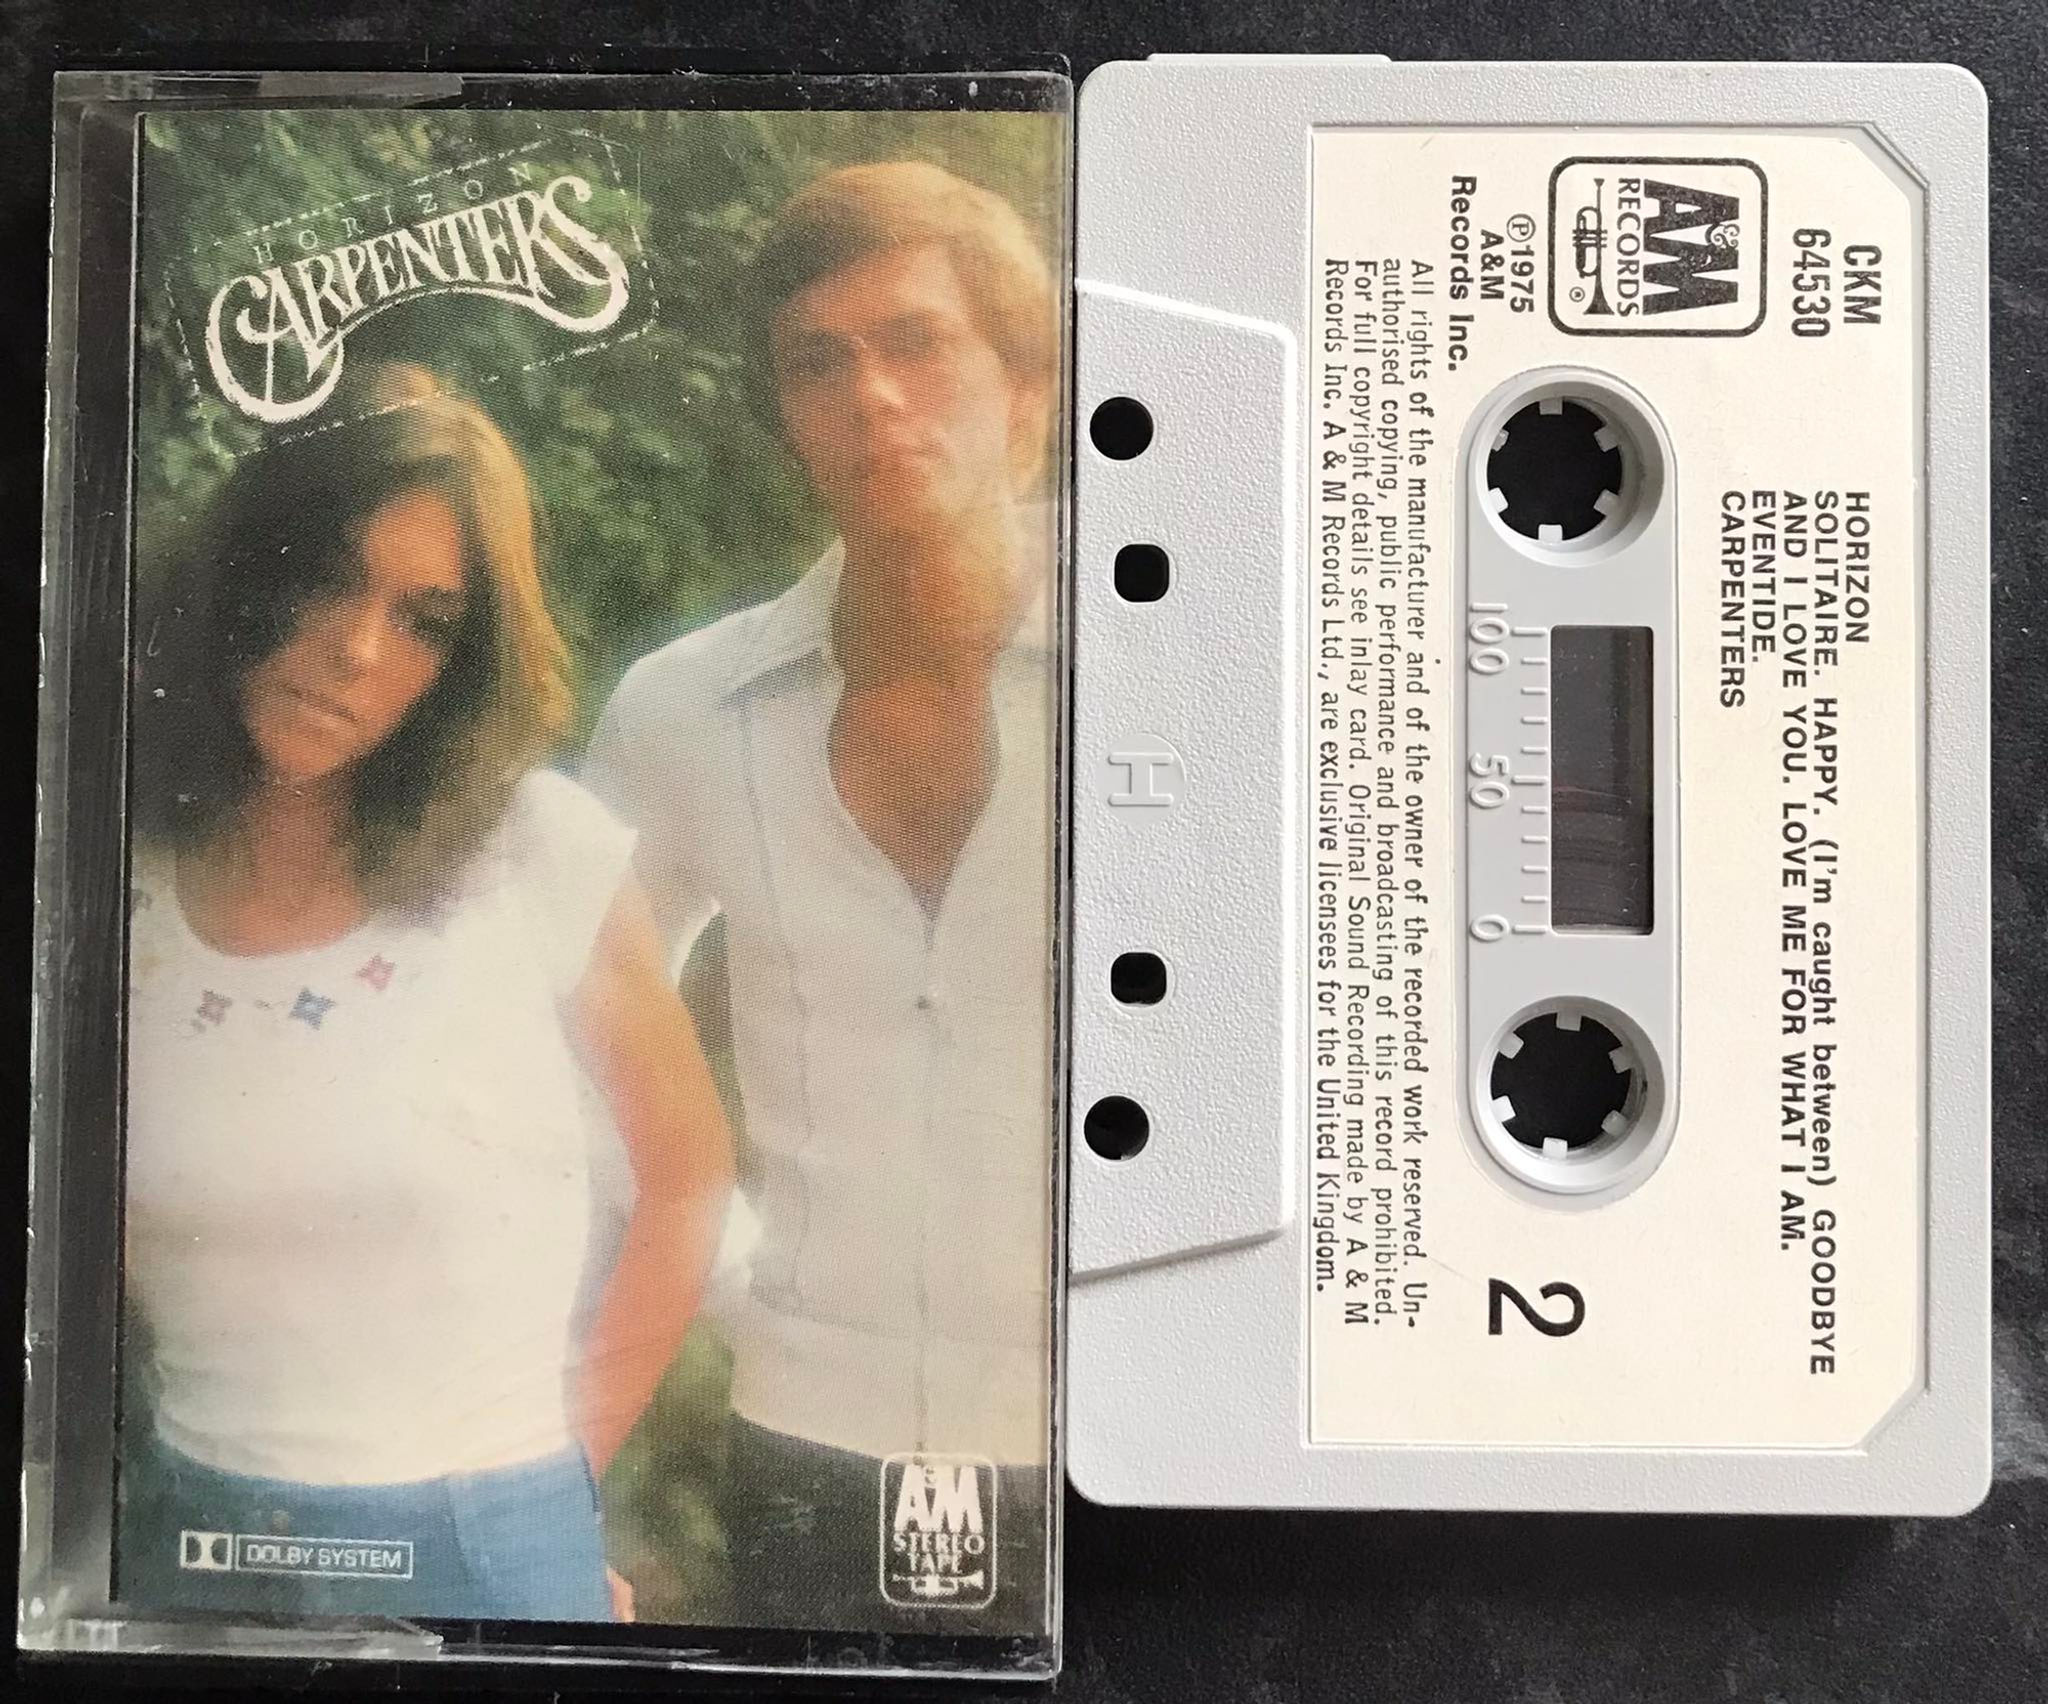 HORIZON
CARPENTERS
DOLBY SYSTEM
A&M
STEREO
TAPE
CKM
64530
A&M
RECORDS
®
℗1975
A&M
Records Inc.
HORIZON
SOLITAIRE. HAPPY. (I'm caught between) GOODBYE
AND I LOVE YOU. LOVE ME FOR WHAT I AM.
EVENTIDE.
CARPENTERS
100 50 0
2
All rights of the manufacturer and of the owner of the recorded work reserved. Un-
authorised copying, public performance and broadcasting of this record prohibited.
For full copyright details see inlay card. Original Sound Recording made by A & M
Records Inc. A & M Records Ltd., are exclusive licensees for the United Kingdom.
H